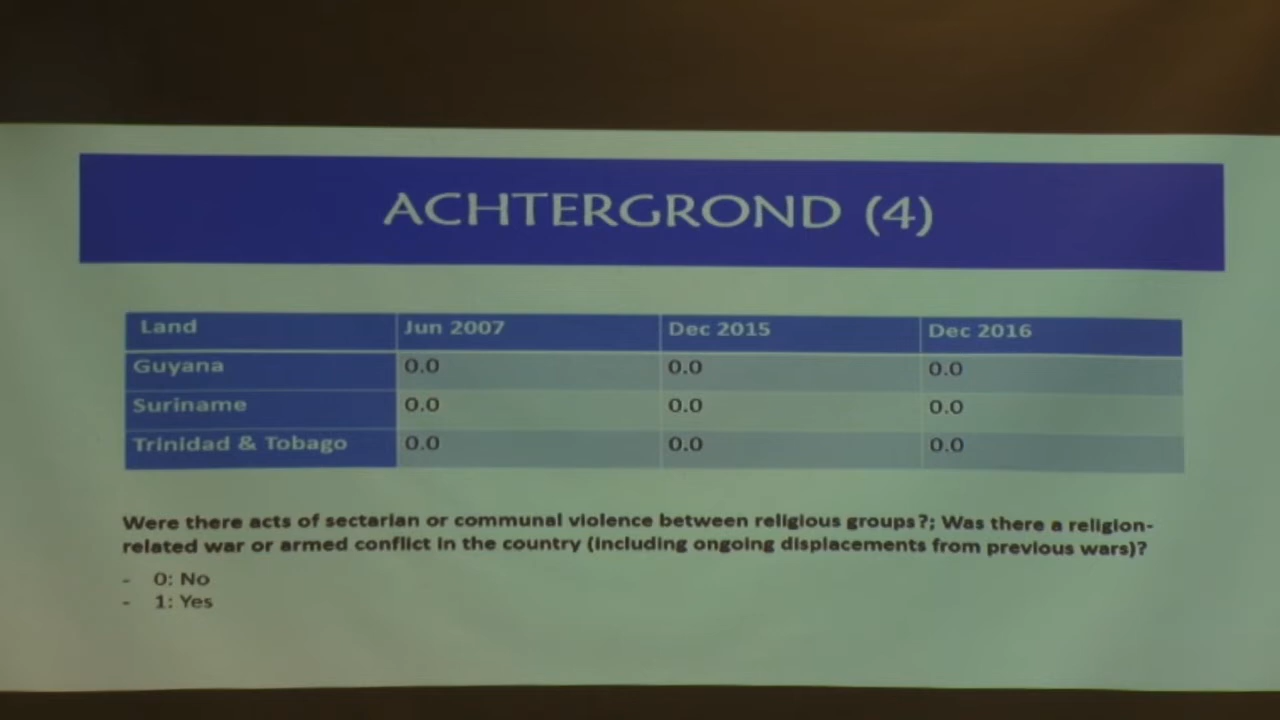 ACHTERGROND (4)
Land Jun 2007 Dec 2015 Dec 2016
Guyana 0.0 0.0 0.0
Suriname 0.0 0.0 0.0
Trinidad & Tobago 0.0 0.0 0.0
Were there acts of sectarian or communal violence between religious groups?; Was there a religion-
related war or armed conflict in the country (including ongoing displacements from previous wars)?
- 0: No
- 1: Yes